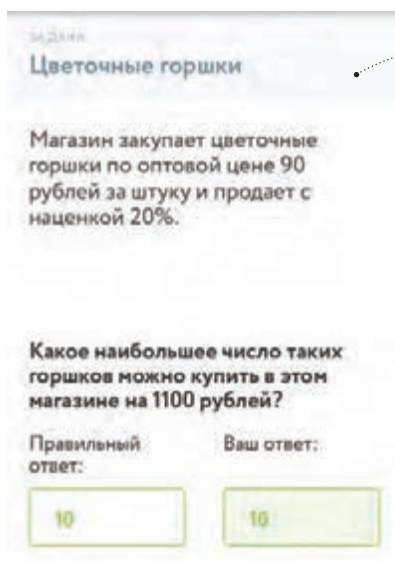 ЗАДАЧА
Цветочные горшки
Магазин закупает цветочные
горшки по оптовой цене 90
рублей за штуку и продает с
наценкой 20%.
Какое наибольшее число таких
горшков можно купить в этом
магазине на 1100 рублей?
Правильный
ответ:
Ваш ответ:
10
10